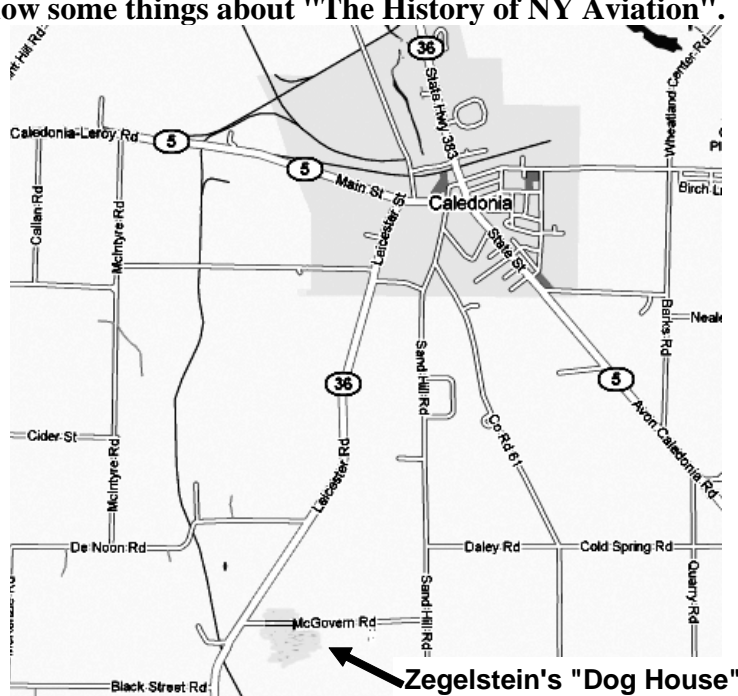 ow some things about "The History of NY Aviation".
36
Wheatland Center Rd
State Hwy 383
Caledonia-Leroy Rd
5
5
Main St
Birch L
Caledonia
Callan Rd
McIntyre Rd
Leicester St
State St
Barks Rd
Neale
Sand Hill Rd
36
5
Avon Caledonia Rd
Co Rd 61
Cider St
McIntyre Rd
Leicester Rd
De Noon Rd
Daley Rd
Cold Spring Rd
Quarry Rd
Sand Hill Rd
McGovern Rd
Black Street Rd
Zegelstein's "Dog House"